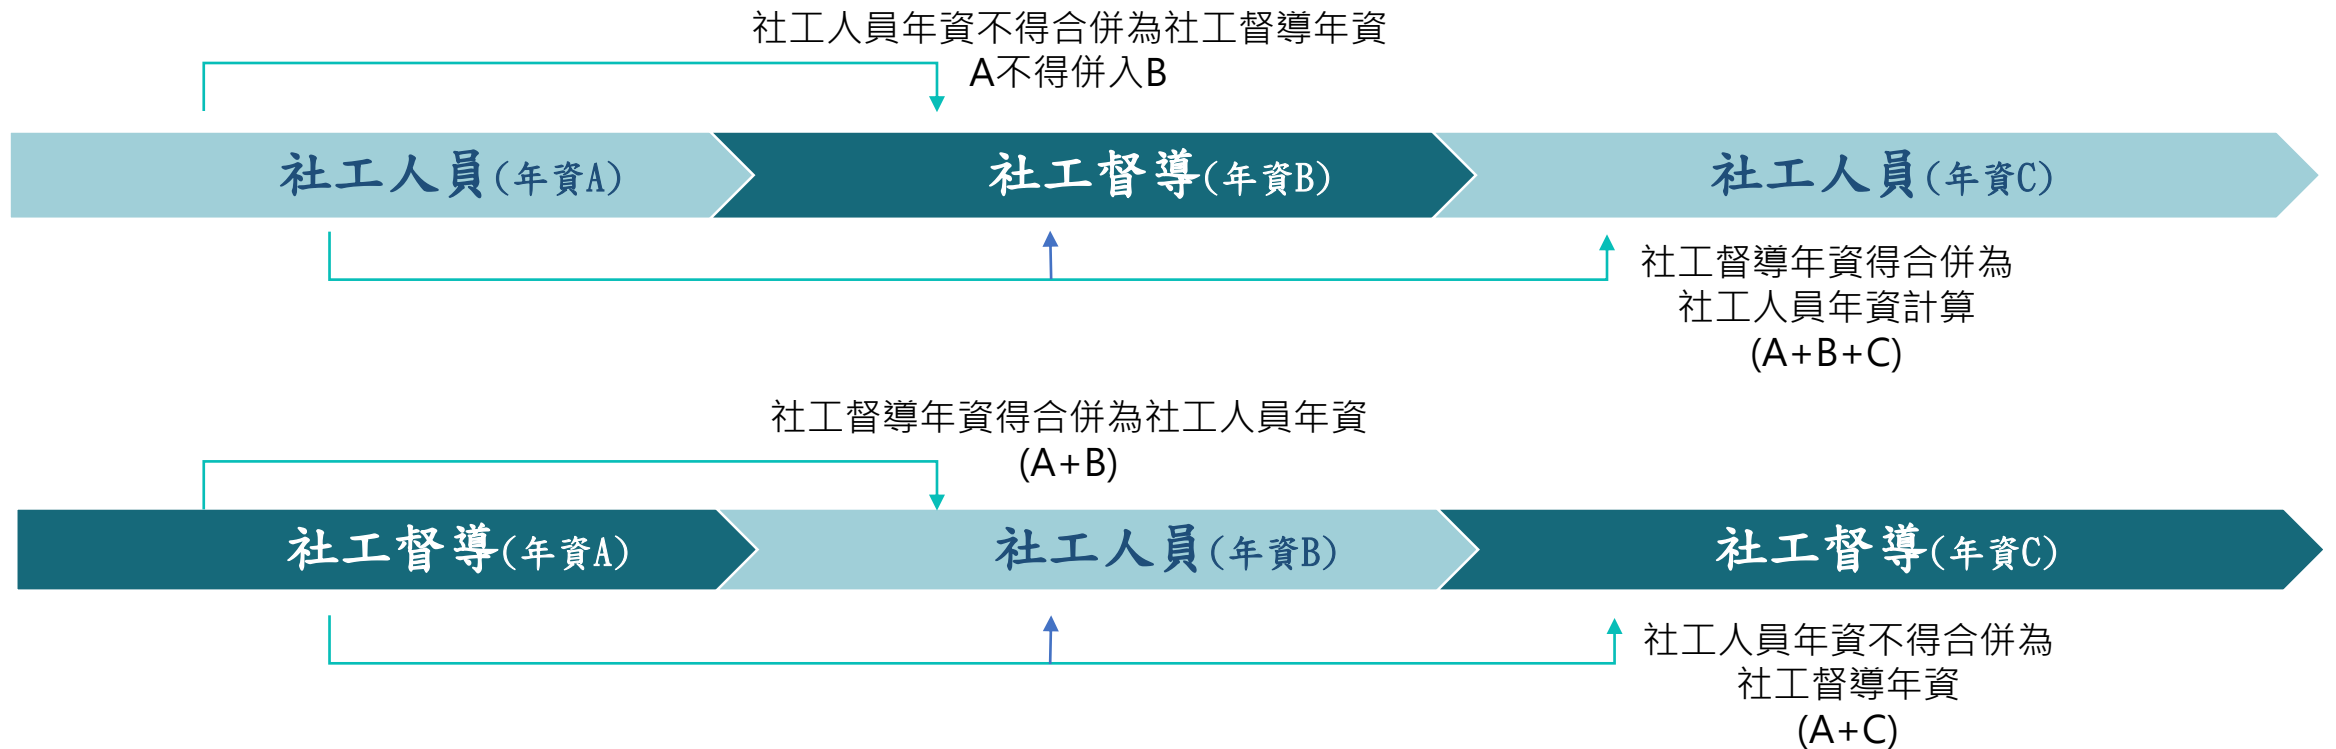 社工人員年資不得合併為社工督導年資
A不得併入B
社工人員(年資A)
社工督導(年資B)
社工人員(年資C)
社工督導年資得合併為
社工人員年資計算
(A+B+C)
社工督導年資得合併為社工人員年資
(A+B)
社工督導(年資A)
社工人員(年資B)
社工督導(年資C)
社工人員年資不得合併為
社工督導年資
(A+C)